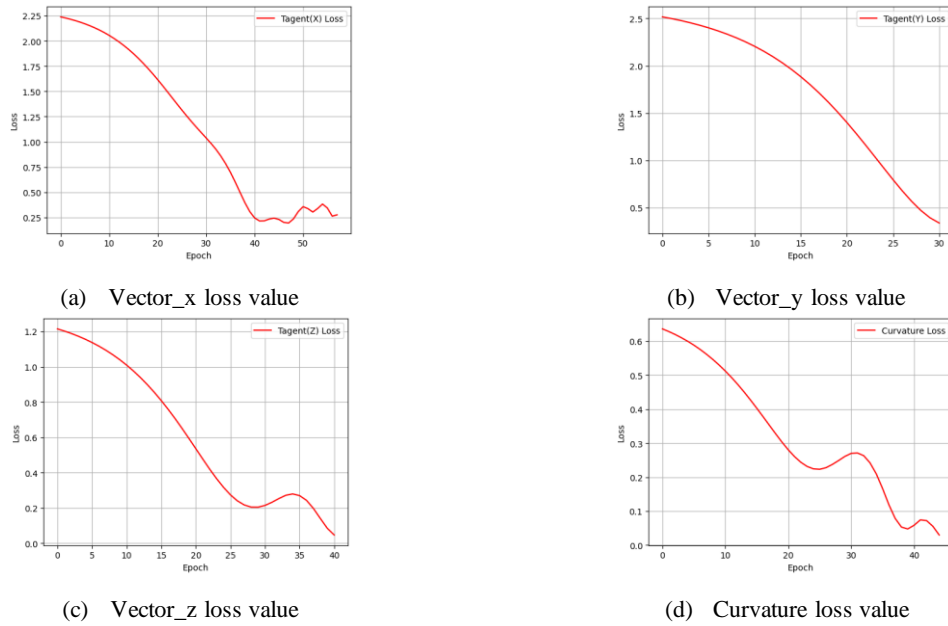 2.25
2.00
1.75
1.50
1.25
1.00
0.75
0.50
0.25
Loss
Tagent(X) Loss
0 10 20 30 40 50
Epoch
(a) Vector_x loss value
2.5
2.0
1.5
1.0
0.5
Loss
Tagent(Y) Loss
0 5 10 15 20 25 30
Epoch
(b) Vector_y loss value
1.2
1.0
0.8
0.6
0.4
0.2
0.0
Loss
Tagent(Z) Loss
0 5 10 15 20 25 30 35 40
Epoch
(c) Vector_z loss value
0.6
0.5
0.4
0.3
0.2
0.1
0.0
Loss
Curvature Loss
0 10 20 30 40
Epoch
(d) Curvature loss value